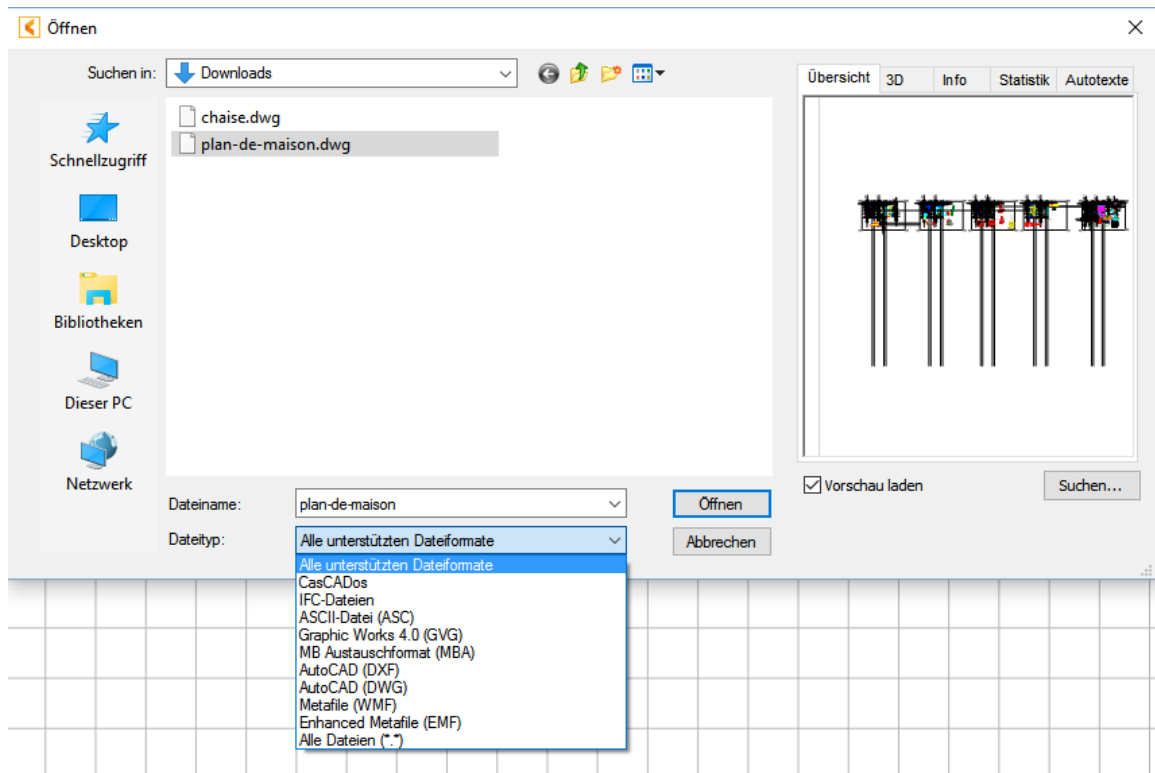 Öffnen
Suchen in:
Downloads
Übersicht 3D Info Statistik Autotexte
chaise.dwg
plan-de-maison.dwg
Schnellzugriff
Desktop
Bibliotheken
Dieser PC
Netzwerk
Dateiname:
plan-de-maison
Öffnen
Dateityp:
Alle unterstützten Dateiformate
Abbrechen
Alle unterstützten Dateiformate
CasCADos
IFC-Dateien
ASCII-Datei (ASC)
Graphic Works 4.0 (GVG)
MB Austauschformat (MBA)
AutoCAD (DXF)
AutoCAD (DWG)
Metafile (WMF)
Enhanced Metafile (EMF)
Alle Dateien (*.*)
Vorschau laden
Suchen...